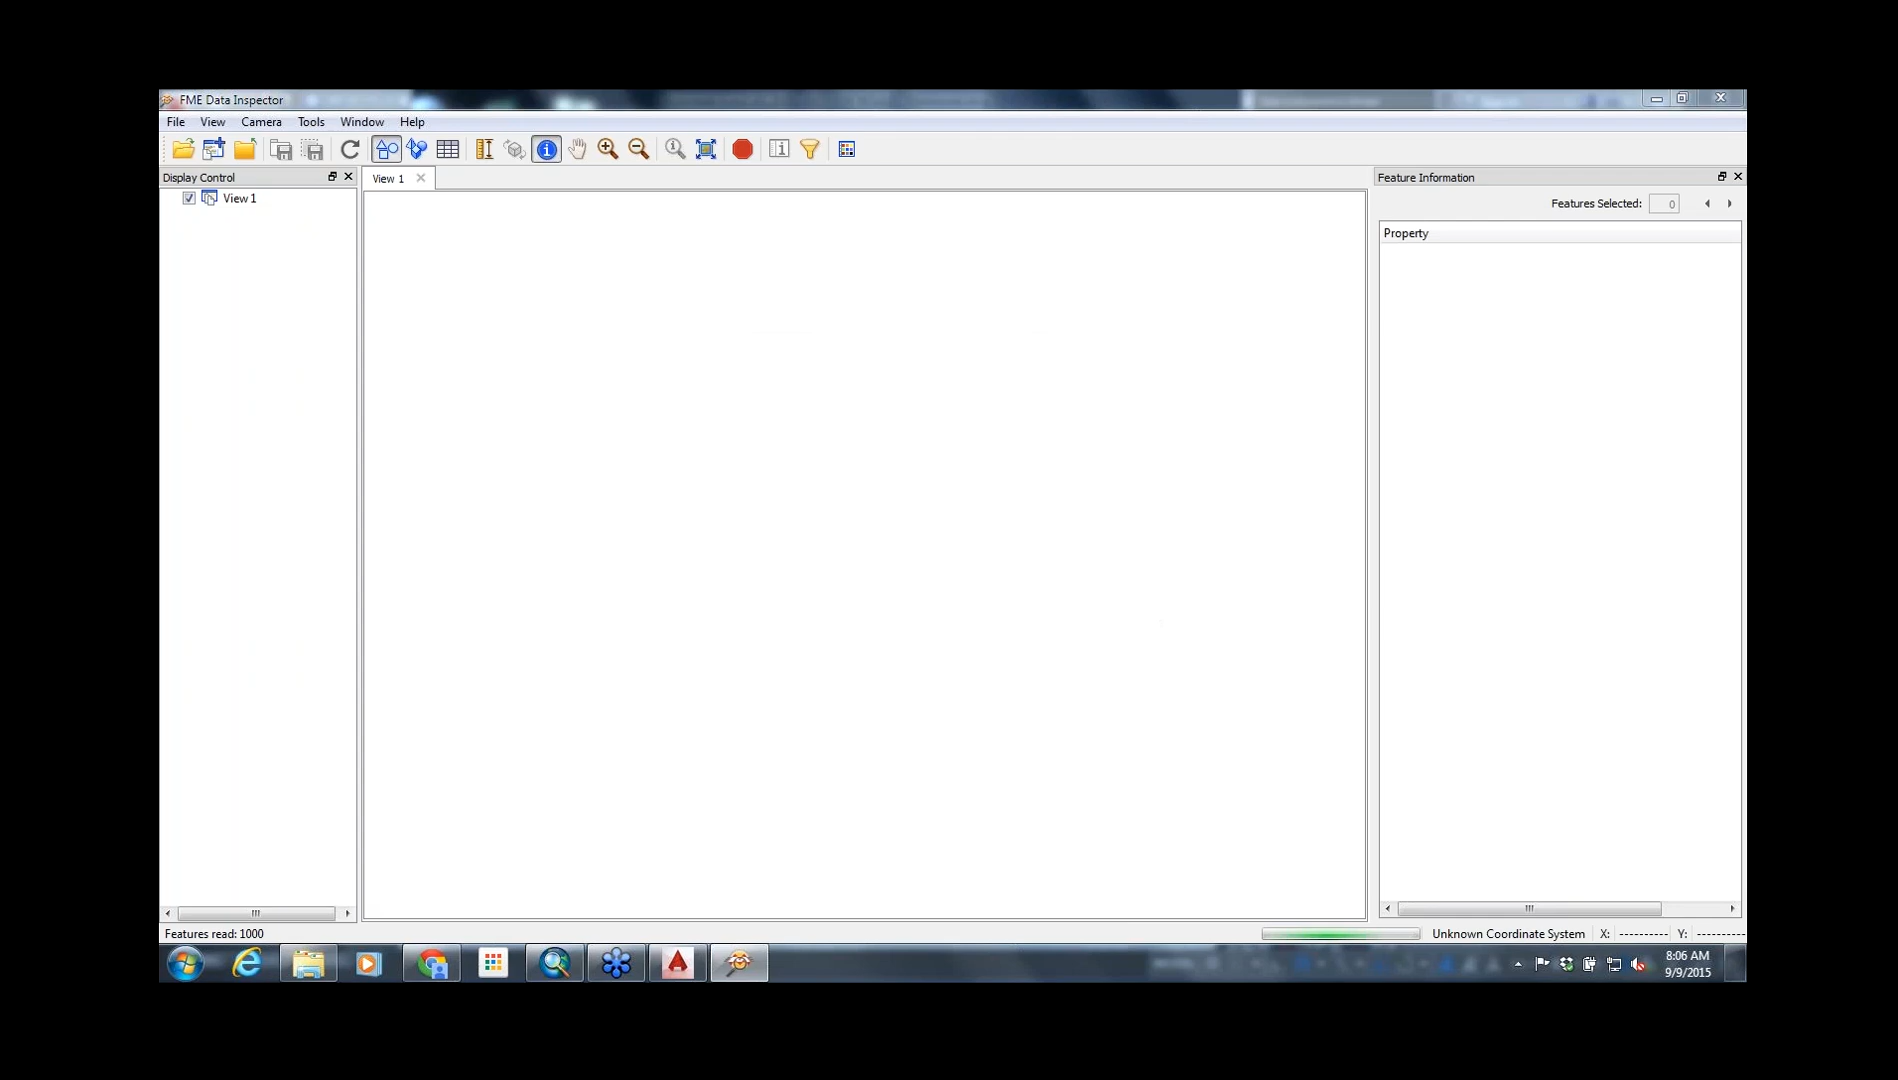 FME Data Inspector
File View Camera Tools Window Help
Display Control
View 1
View 1
Feature Information
Features Selected: 0
Property
Features read: 1000
Unknown Coordinate System X: ---------- Y: ----------
8:06 AM
9/9/2015